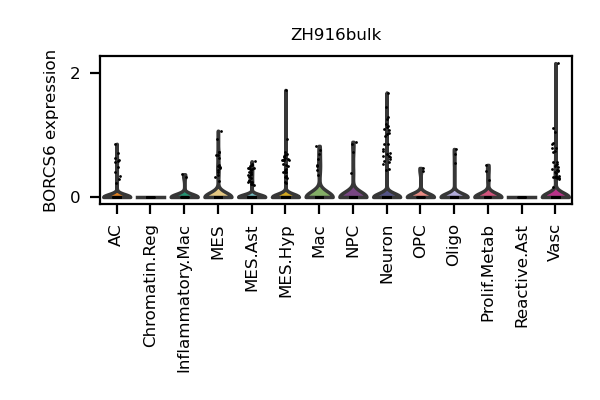 ZH916bulk
BORCS6 expression
2
0
AC
Chromatin.Reg
Inflammatory.Mac
MES
MES.Ast
MES.Hyp
Mac
NPC
Neuron
OPC
Oligo
Prolif.Metab
Reactive.Ast
Vasc